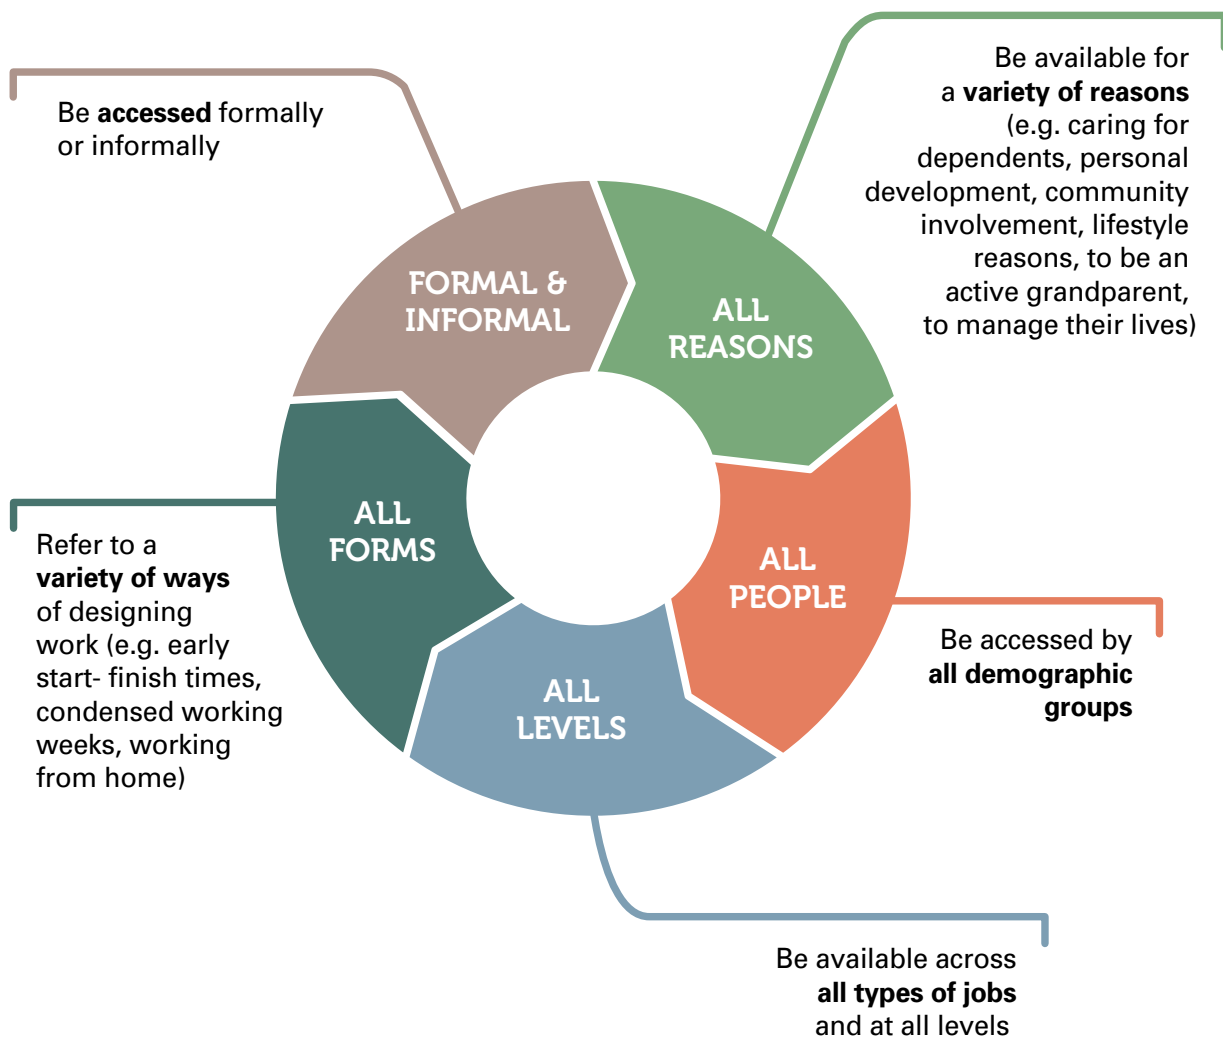 Be accessed formally
or informally
FORMAL &
INFORMAL
ALL
REASONS
Be available for
a variety of reasons
(e.g. caring for
dependents, personal
development, community
involvement, lifestyle
reasons, to be an
active grandparent,
to manage their lives)
ALL
FORMS
Refer to a
variety of ways
of designing
work (e.g. early
start- finish times,
condensed working
weeks, working
from home)
ALL
PEOPLE
Be accessed by
all demographic
groups
ALL
LEVELS
Be available across
all types of jobs
and at all levels